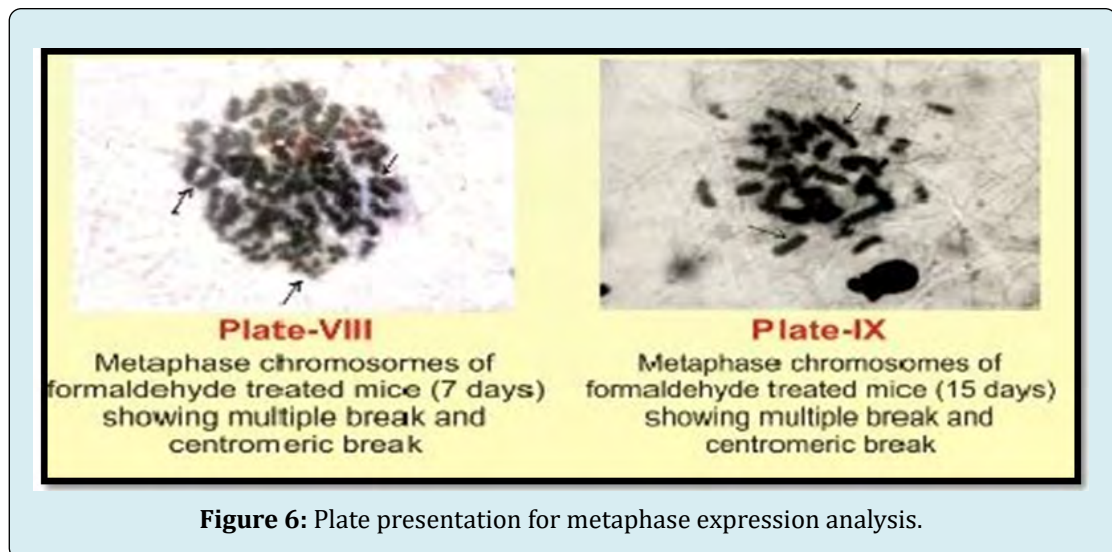 Plate-VIII
Metaphase chromosomes of
formaldehyde treated mice (7 days)
showing multiple break and
centromeric break
Plate-IX
Metaphase chromosomes of
formaldehyde treated mice (15 days)
showing multiple break and
centromeric break
Figure 6: Plate presentation for metaphase expression analysis.